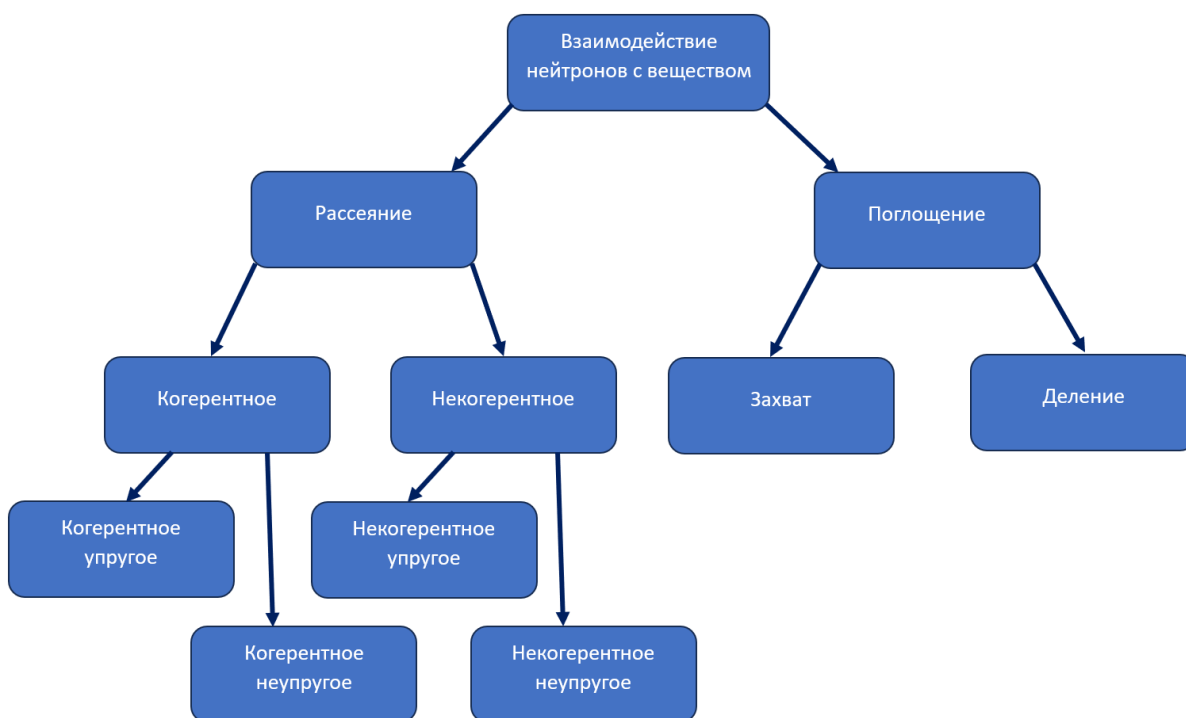 Взаимодействие
нейтронов с веществом
Рассеяние
Поглощение
Когерентное
Некогерентное
Захват
Деление
Когерентное
упругое
Некогерентное
упругое
Когерентное
неупругое
Некогерентное
неупругое